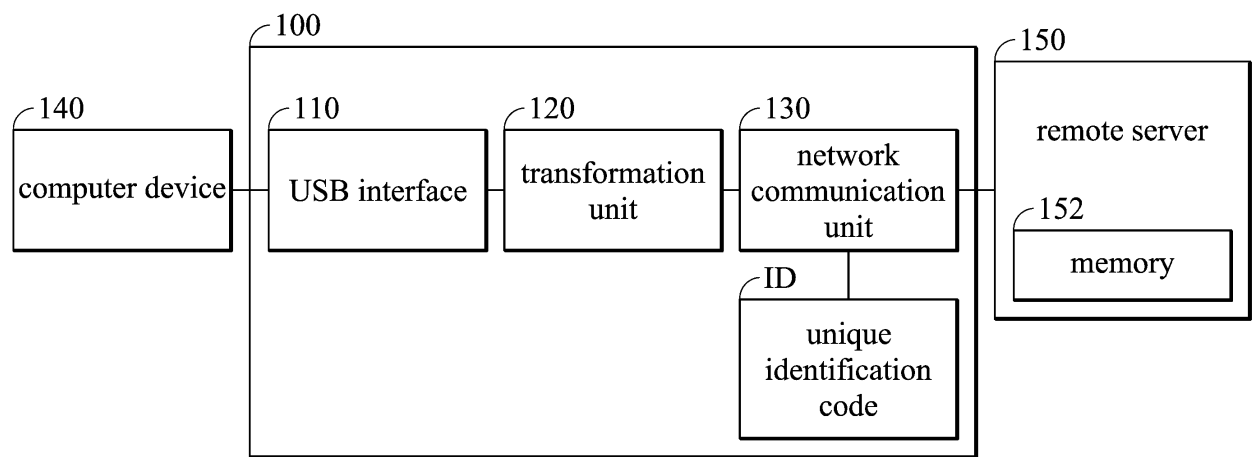 100
150
140
110
120
130
remote server
computer device
USB interface
transformation
unit
network
communication
unit
152
memory
ID
unique
identification
code